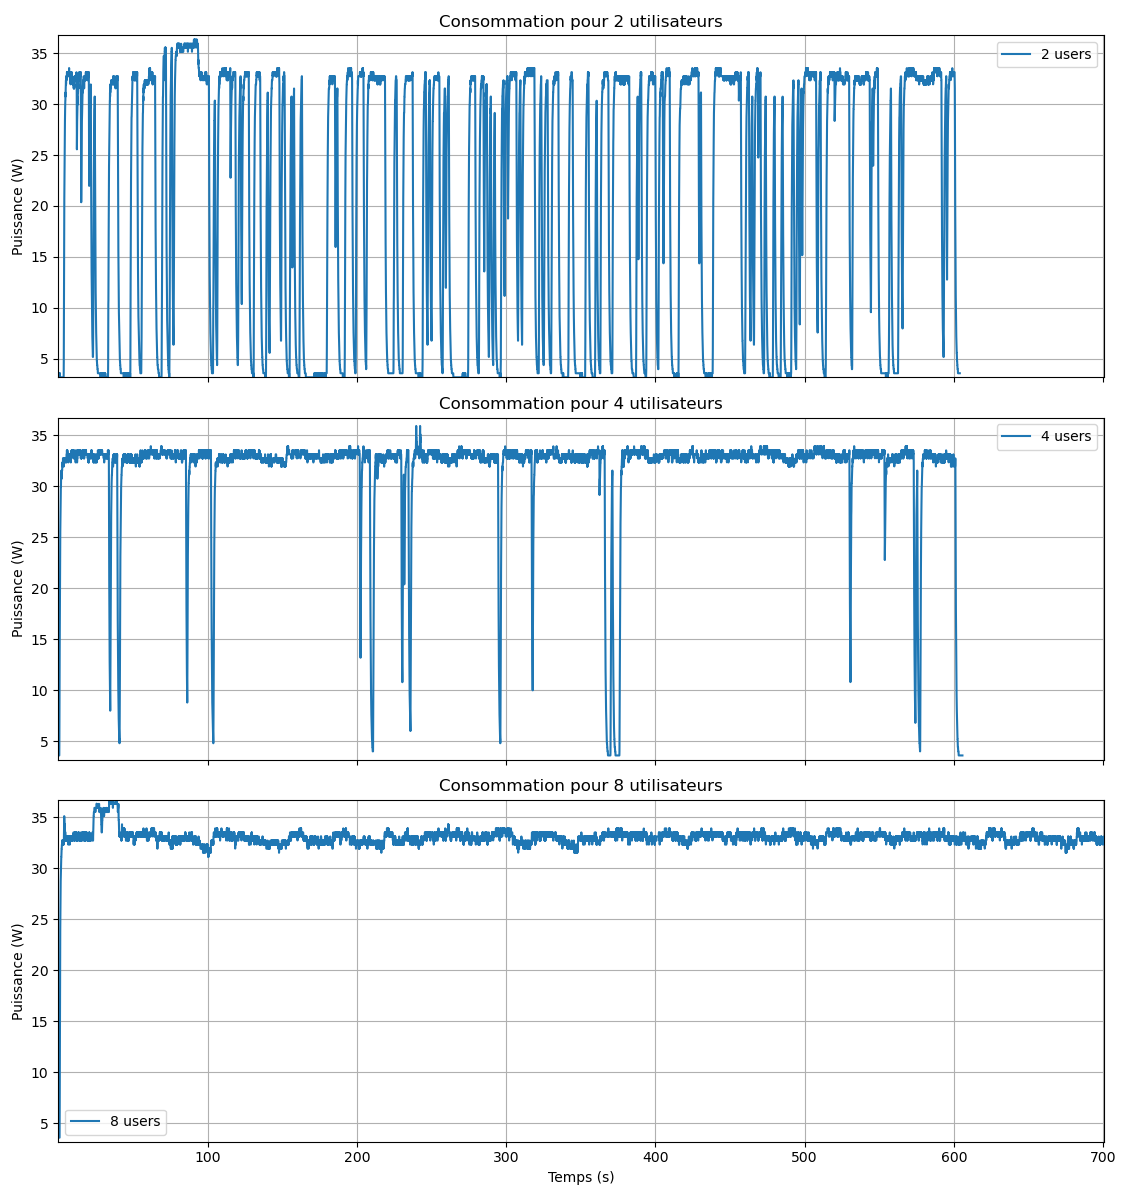 Consommation pour 2 utilisateurs
Puissance (W)
35
30
25
20
15
10
5
2 users
Consommation pour 4 utilisateurs
Puissance (W)
35
30
25
20
15
10
5
4 users
Consommation pour 8 utilisateurs
Puissance (W)
35
30
25
20
15
10
5
8 users
100 200 300 400 500 600 700
Temps (s)